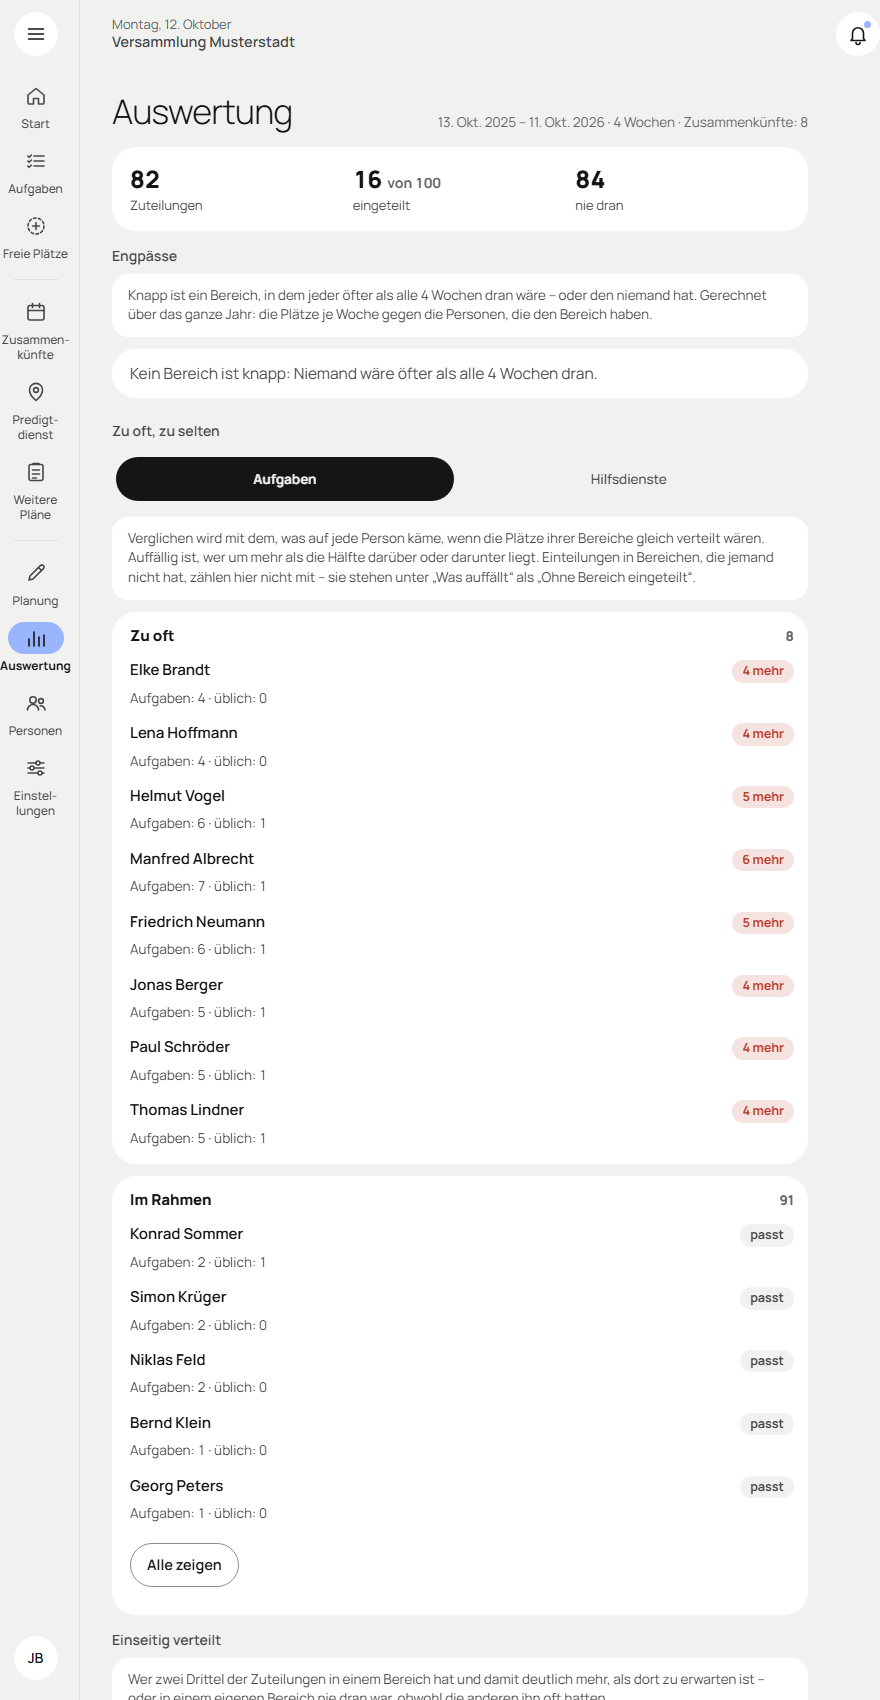 Montag, 12. Oktober
Versammlung Musterstadt
Start
Aufgaben
Freie Plätze
Zusammen-
künfte
Predigt-
dienst
Weitere
Pläne
Planung
Auswertung
Personen
Einstel-
lungen
JB
Auswertung
13. Okt. 2025 – 11. Okt. 2026 · 4 Wochen · Zusammenkünfte: 8
82
Zuteilungen
16 von 100
eingeteilt
84
nie dran
Engpässe
Knapp ist ein Bereich, in dem jeder öfter als alle 4 Wochen dran wäre – oder den niemand hat. Gerechnet
über das ganze Jahr: die Plätze je Woche gegen die Personen, die den Bereich haben.
Kein Bereich ist knapp: Niemand wäre öfter als alle 4 Wochen dran.
Zu oft, zu selten
Aufgaben
Hilfsdienste
Verglichen wird mit dem, was auf jede Person käme, wenn die Plätze ihrer Bereiche gleich verteilt wären.
Auffällig ist, wer um mehr als die Hälfte darüber oder darunter liegt. Einteilungen in Bereichen, die jemand
nicht hat, zählen hier nicht mit – sie stehen unter „Was auffällt“ als „Ohne Bereich eingeteilt“.
Zu oft 8
Elke Brandt 4 mehr
Aufgaben: 4 · üblich: 0
Lena Hoffmann 4 mehr
Aufgaben: 4 · üblich: 0
Helmut Vogel 5 mehr
Aufgaben: 6 · üblich: 1
Manfred Albrecht 6 mehr
Aufgaben: 7 · üblich: 1
Friedrich Neumann 5 mehr
Aufgaben: 6 · üblich: 1
Jonas Berger 4 mehr
Aufgaben: 5 · üblich: 1
Paul Schröder 4 mehr
Aufgaben: 5 · üblich: 1
Thomas Lindner 4 mehr
Aufgaben: 5 · üblich: 1
Im Rahmen 91
Konrad Sommer passt
Aufgaben: 2 · üblich: 1
Simon Krüger passt
Aufgaben: 2 · üblich: 0
Niklas Feld passt
Aufgaben: 2 · üblich: 0
Bernd Klein passt
Aufgaben: 1 · üblich: 0
Georg Peters passt
Aufgaben: 1 · üblich: 0
Alle zeigen
Einseitig verteilt
Wer zwei Drittel der Zuteilungen in einem Bereich hat und damit deutlich mehr, als dort zu erwarten ist –
oder in einem eigenen Bereich nie dran war, obwohl die anderen ihn oft hatten.